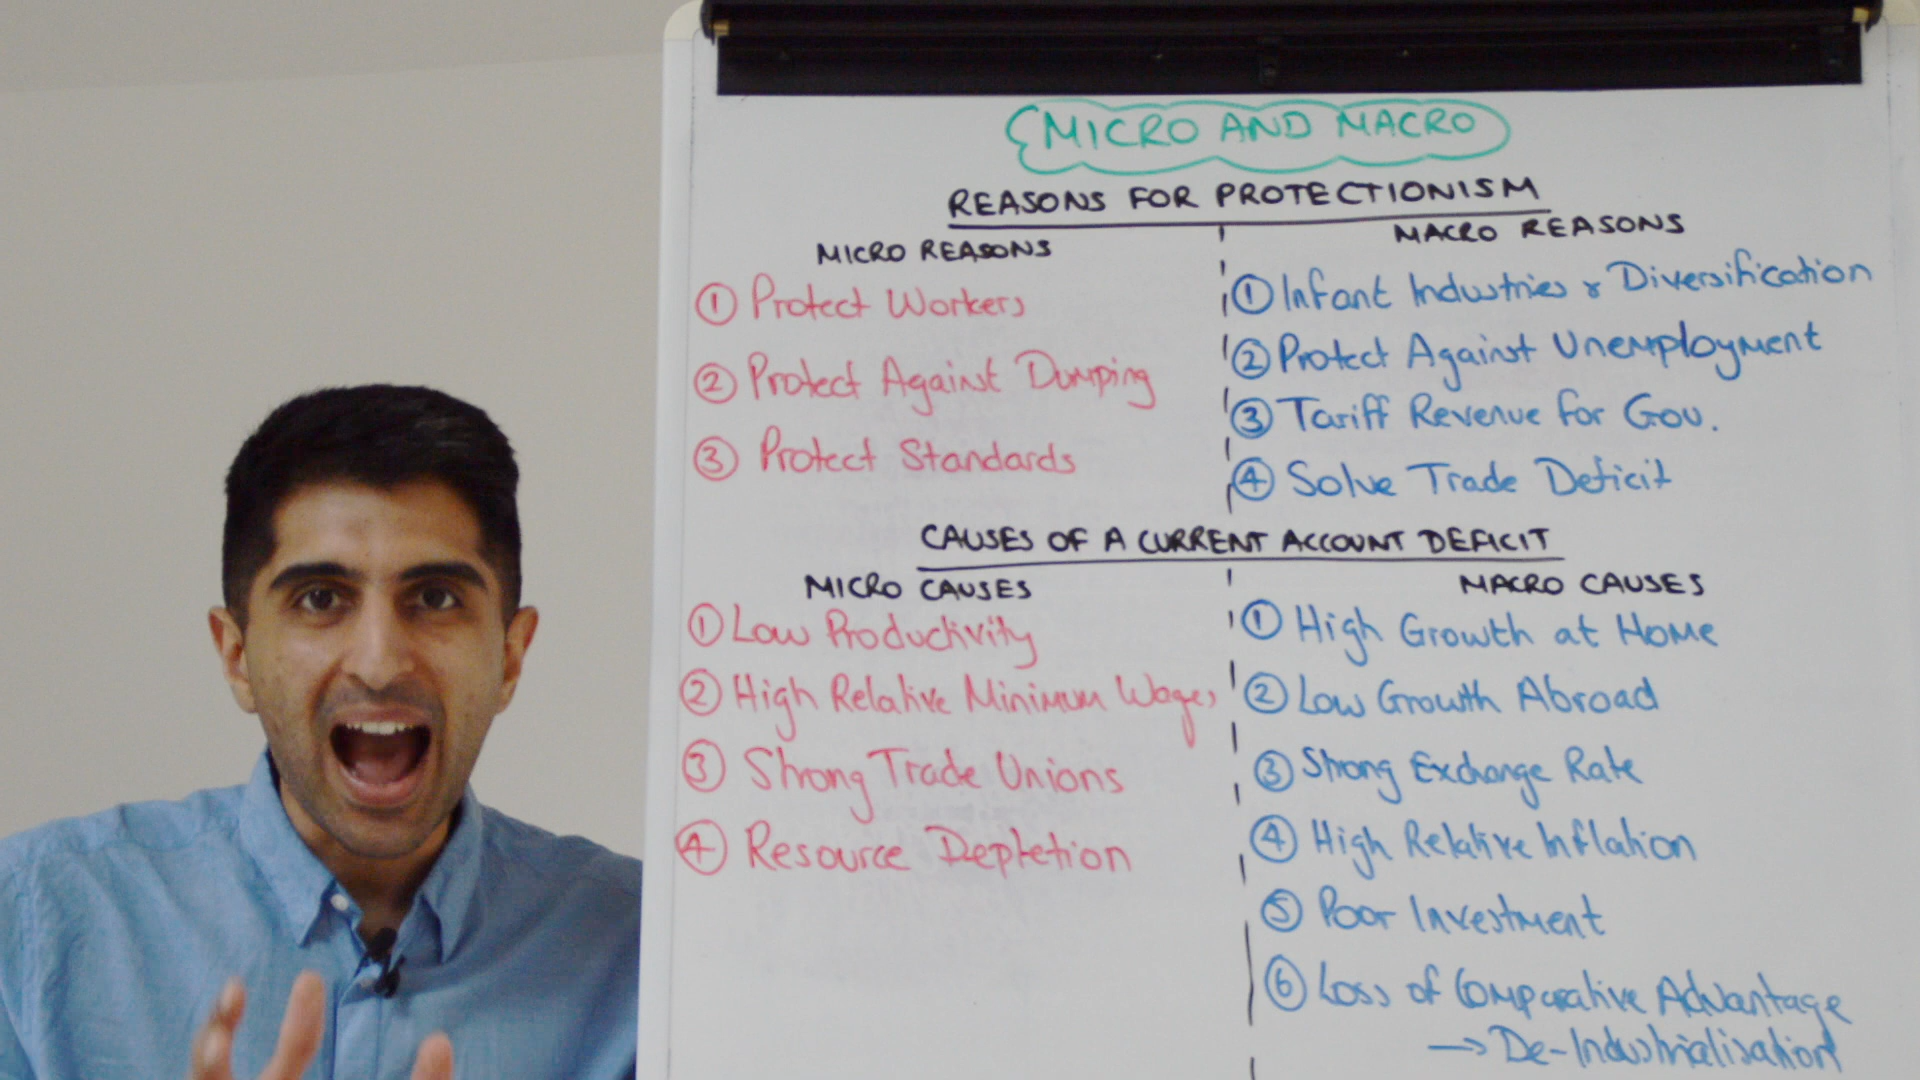 MICRO AND MACRO
REASONS FOR PROTECTIONISM
MICRO REASONS
① Protect Workers
② Protect Against Dumping
③ Protect Standards
MACRO REASONS
① Infant Industries & Diversification
② Protect Against Unemployment
③ Tariff Revenue for Gov.
④ Solve Trade Deficit
CAUSES OF A CURRENT ACCOUNT DEFICIT
MICRO CAUSES
① Low Productivity
② High Relative Minimum Wages
③ Strong Trade Unions
④ Resource Depletion
MACRO CAUSES
① High Growth at Home
② Low Growth Abroad
③ Strong Exchange Rate
④ High Relative Inflation
⑤ Poor Investment
⑥ Loss of Comparative Advantage
→ De-Industrialisation